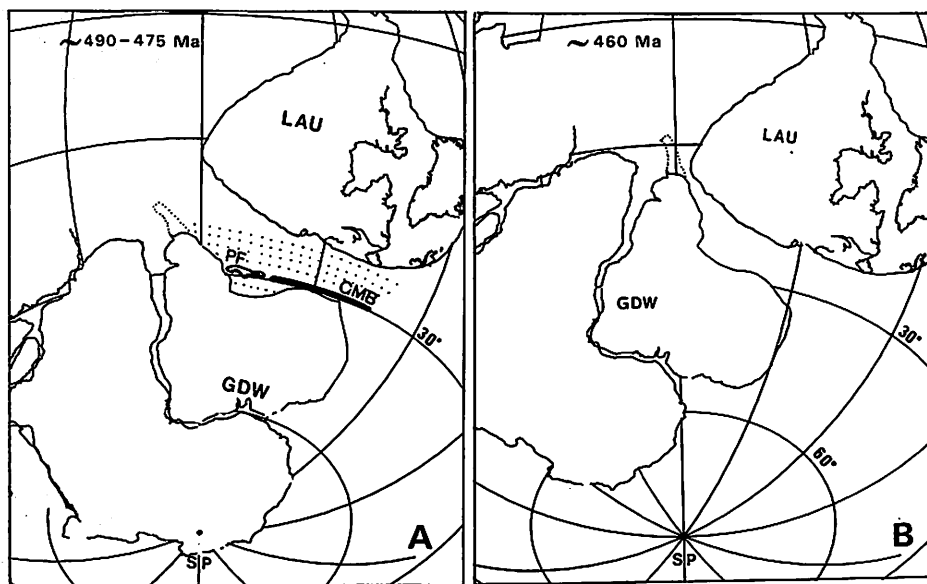 ~490-475 Ma
LAU
PF
CMB
30°
GDW
SP
A
~460 Ma
LAU
GDW
30°
60°
SP
B